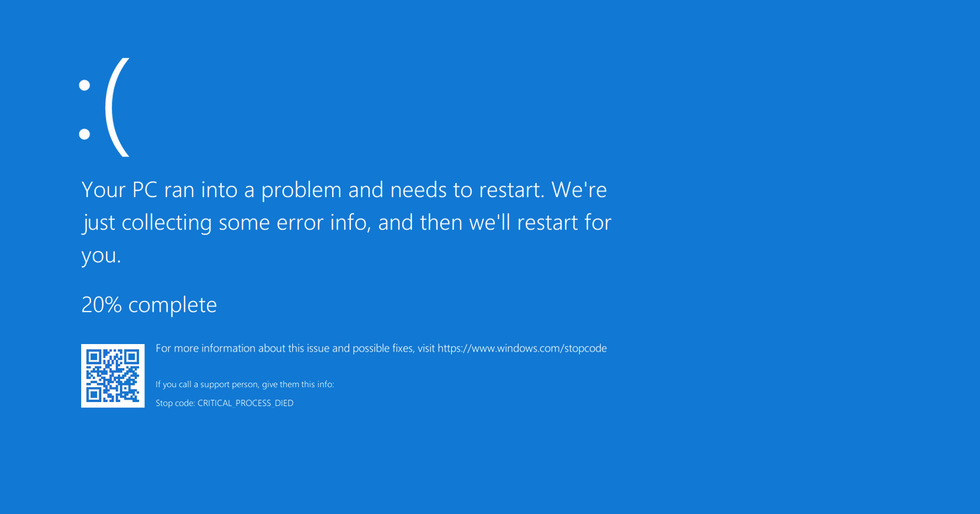 :(
Your PC ran into a problem and needs to restart. We're
just collecting some error info, and then we'll restart for
you.
20% complete
For more information about this issue and possible fixes, visit https://www.windows.com/stopcode
If you call a support person, give them this info:
Stop code: CRITICAL_PROCESS_DIED